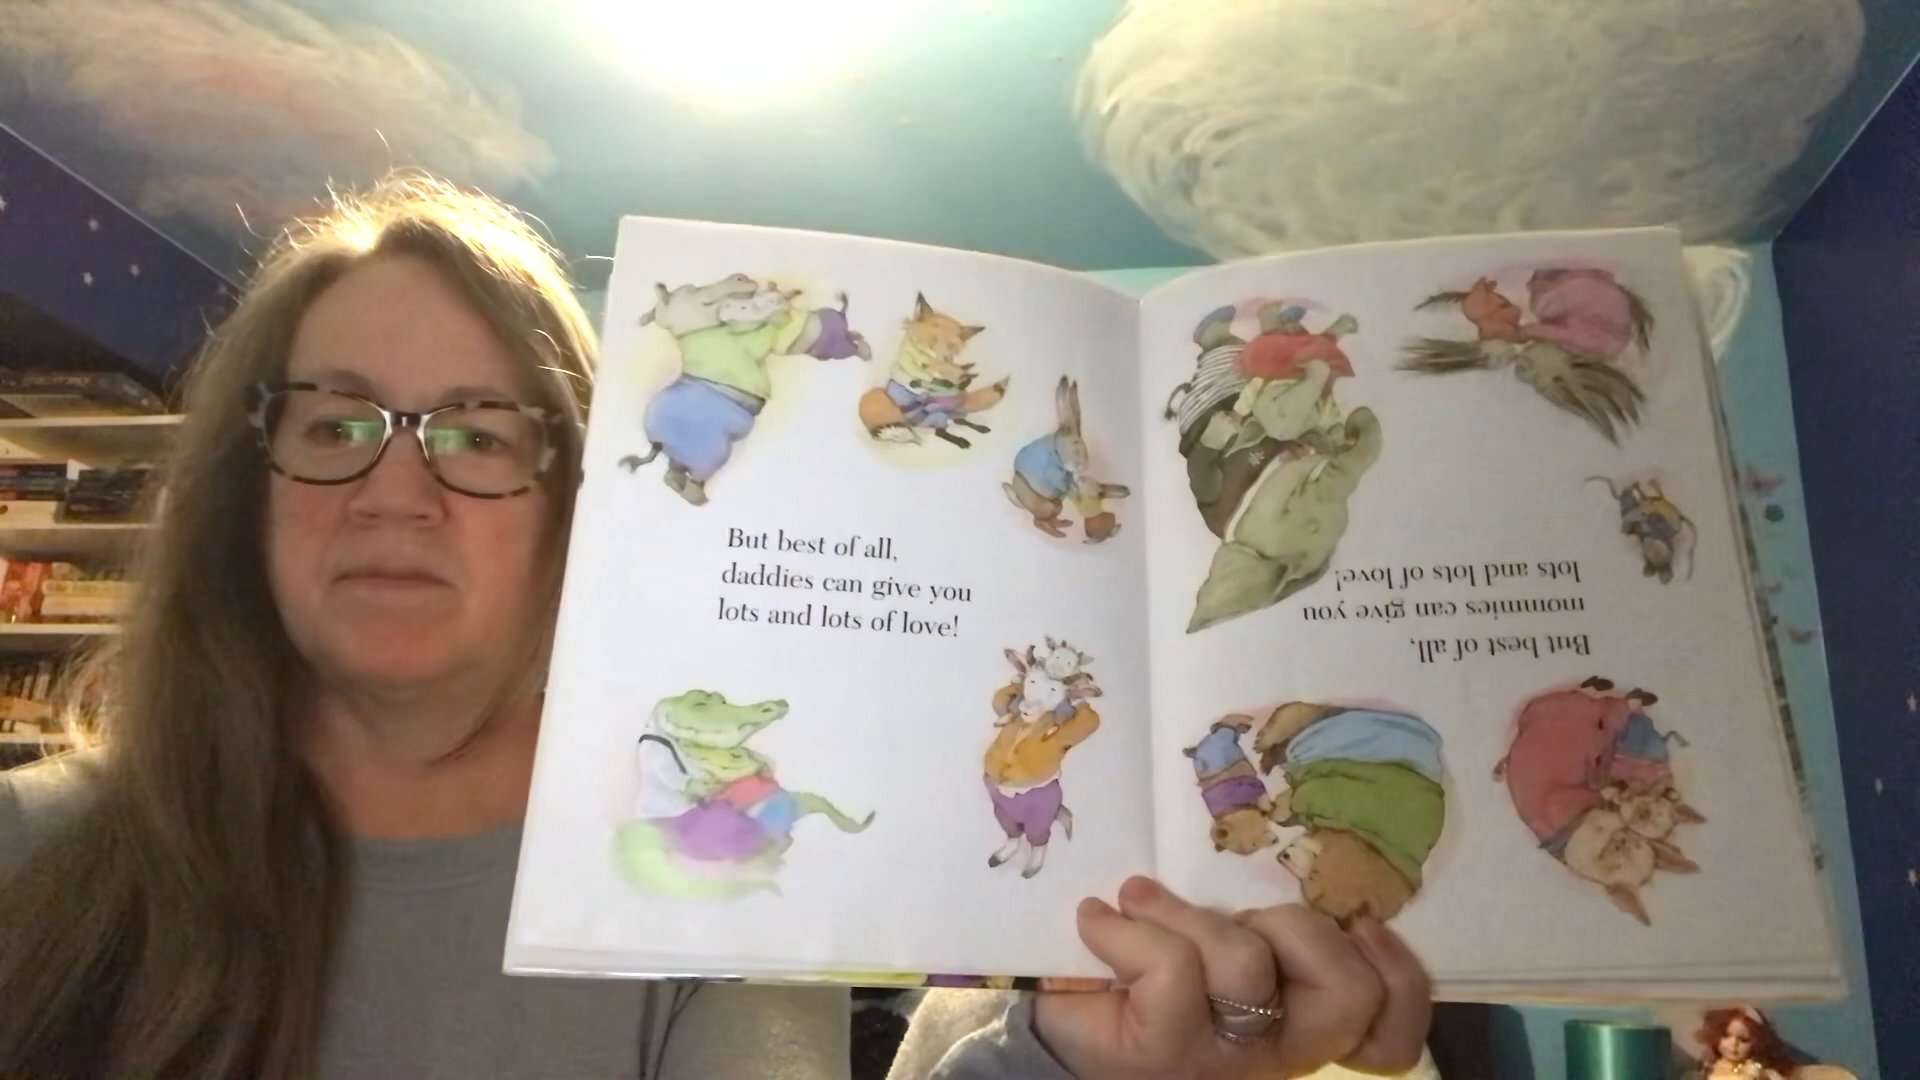 But best of all,
daddies can give you
lots and lots of love!
But best of all,
mommies can give you
lots and lots of love!